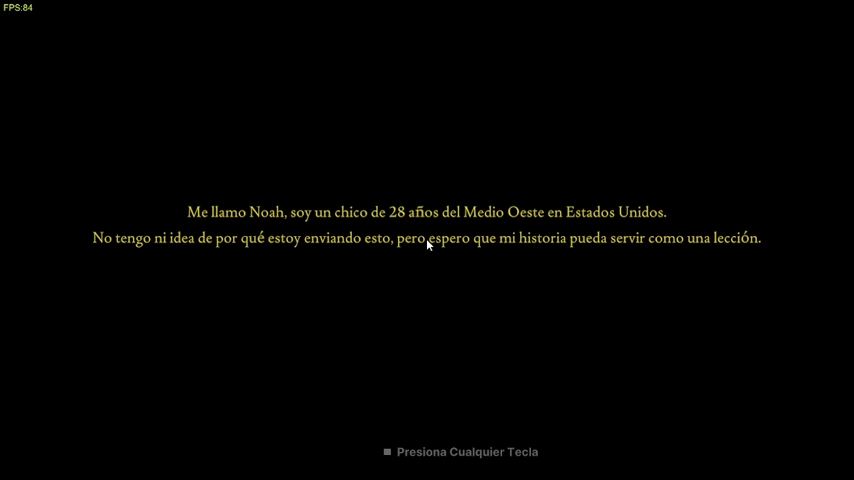 FPS:84
Me llamo Noah, soy un chico de 28 años del Medio Oeste en Estados Unidos.
No tengo ni idea de por qué estoy enviando esto, pero espero que mi historia pueda servir como una lección.
Presiona Cualquier Tecla